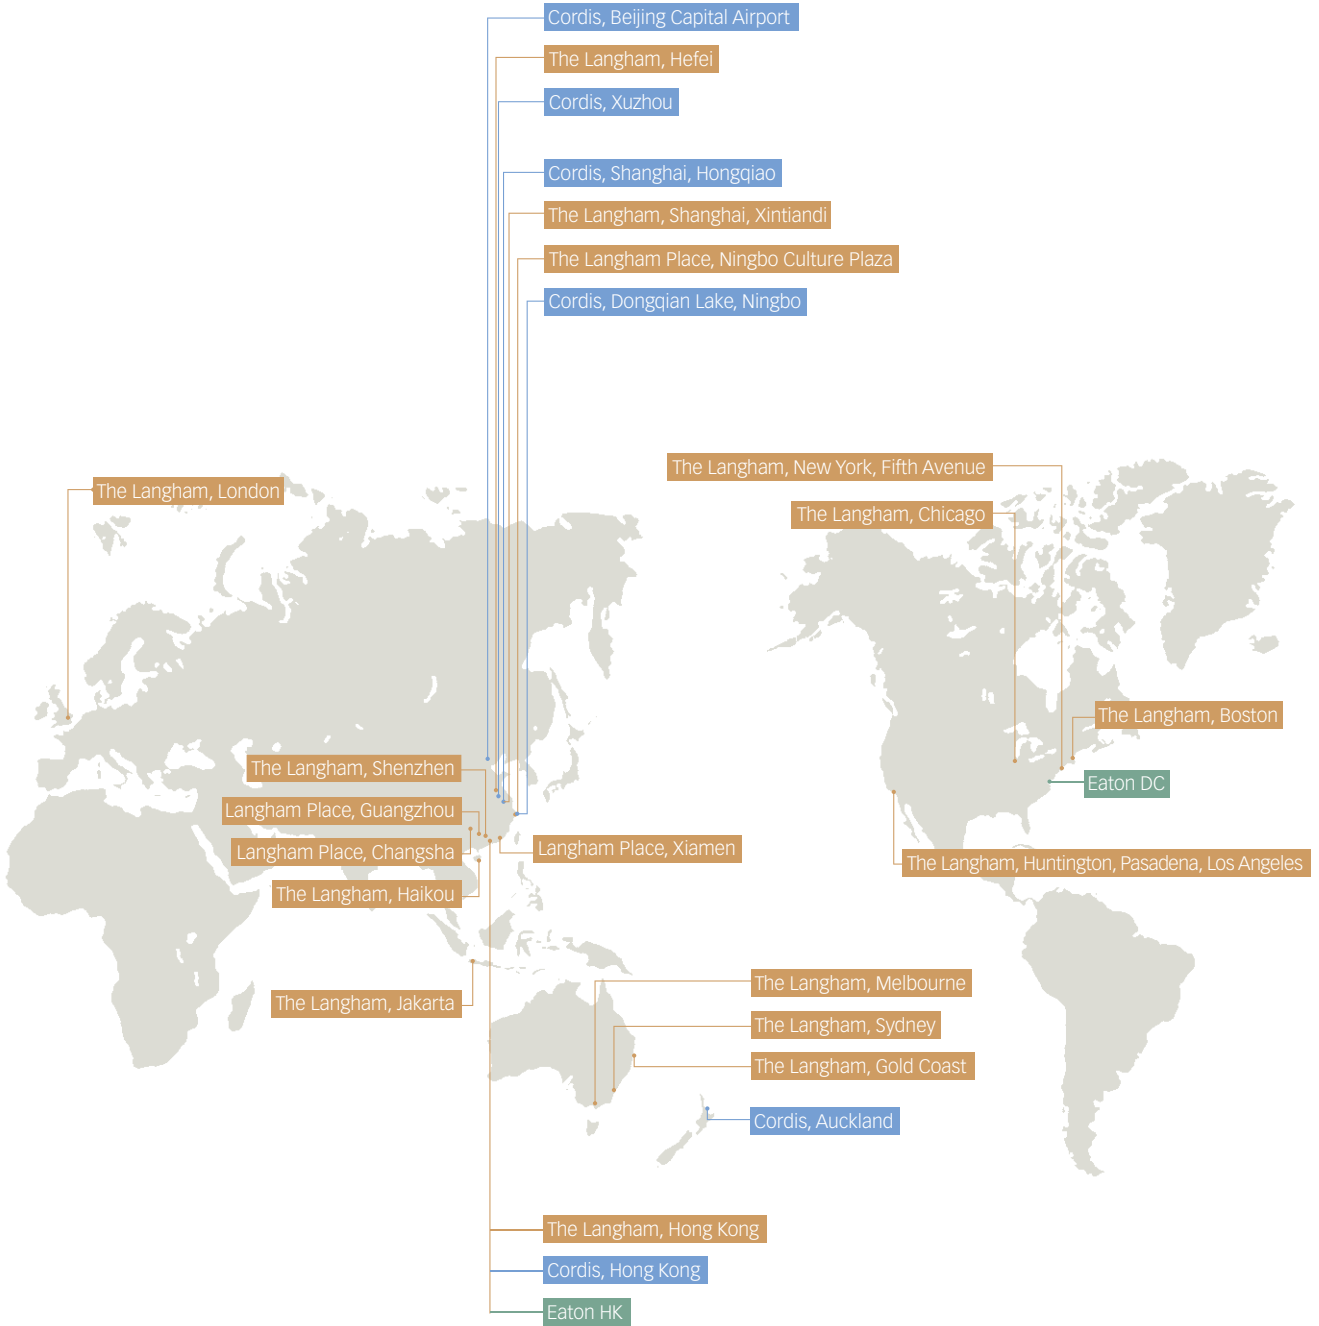 Cordis, Beijing Capital Airport
The Langham, Hefei
Cordis, Xuzhou
Cordis, Shanghai, Hongqiao
The Langham, Shanghai, Xintiandi
The Langham Place, Ningbo Culture Plaza
Cordis, Dongqian Lake, Ningbo
The Langham, New York, Fifth Avenue
The Langham, London
The Langham, Chicago
The Langham, Boston
The Langham, Shenzhen
Eaton DC
Langham Place, Guangzhou
Langham Place, Xiamen
Langham Place, Changsha
The Langham, Huntington, Pasadena, Los Angeles
The Langham, Haikou
The Langham, Melbourne
The Langham, Jakarta
The Langham, Sydney
The Langham, Gold Coast
Cordis, Auckland
The Langham, Hong Kong
Cordis, Hong Kong
Eaton HK